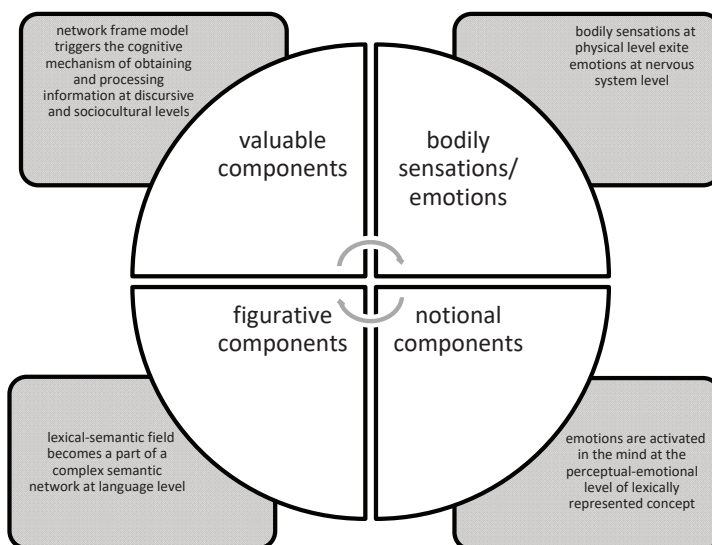 network frame model
triggers the cognitive
mechanism of obtaining
and processing
information at discursive
and sociocultural levels
bodily sensations at
physical level exite
emotions at nervous
system level
valuable
components
bodily
sensations/
emotions
figurative
components
notional
components
lexical-semantic field
becomes a part of a
complex semantic
network at language level
emotions are activated
in the mind at the
perceptual-emotional
level of lexically
represented concept